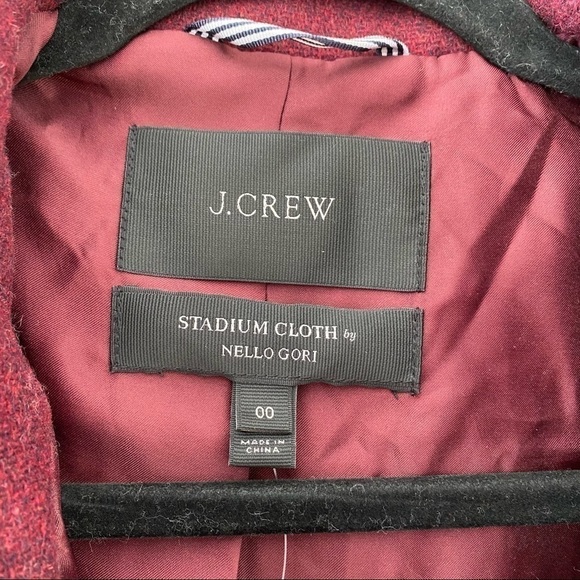 J.CREW
STADIUM CLOTH by
NELLO GORI
00
MADE IN
CHINA